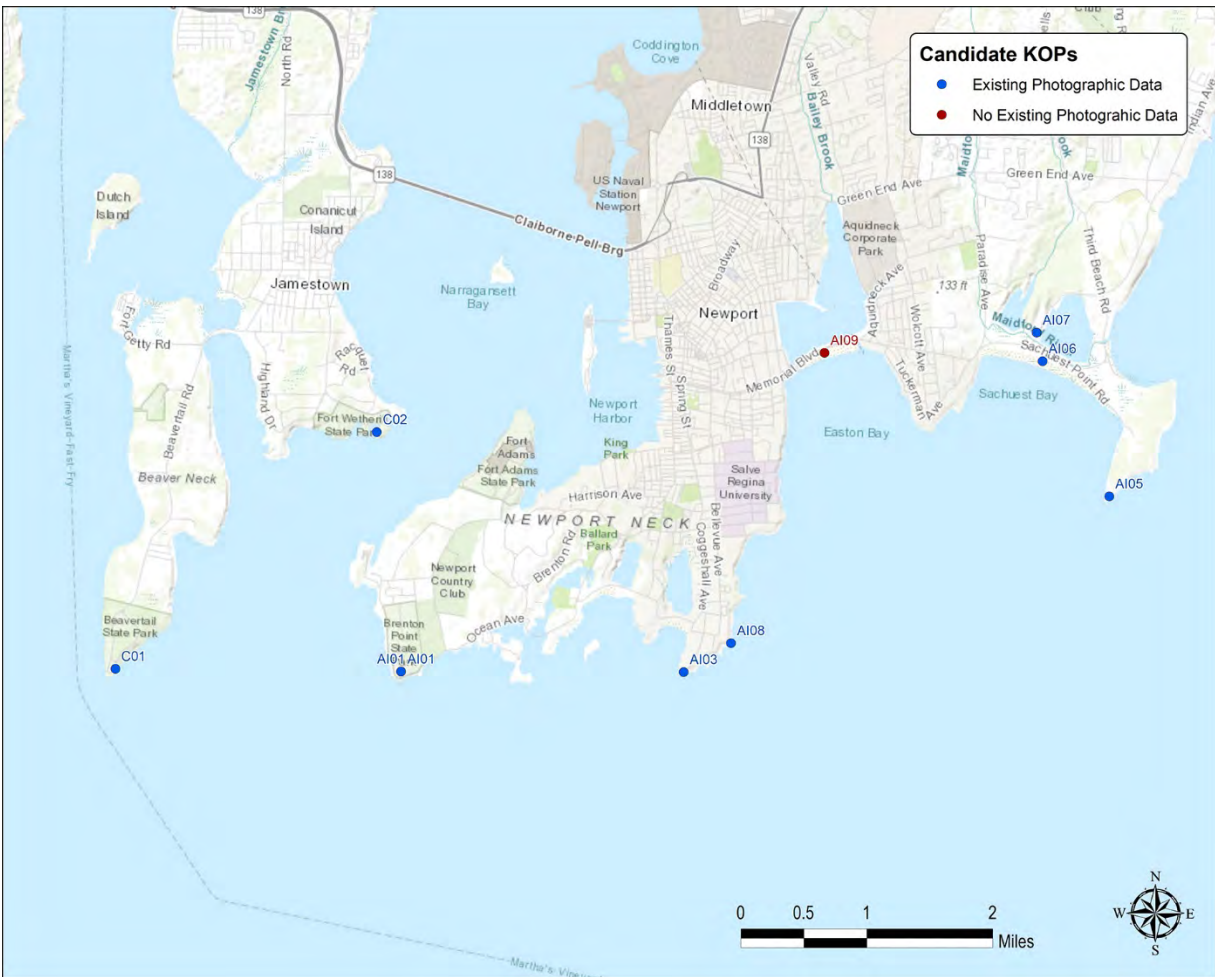 138
Jamestown Br
North Rd
Coddington
Cove
Middletown
Valley Rd
Bailey Brook
138
Candidate KOPs
Existing Photographic Data
No Existing Photograhic Data
Indian Ave
138
Dutch
Island
Conanicut
Island
US Naval
Station
Newport
Claiborne-Pell-Brg
Green End Ave
Green End Ave
Aquidneck
Corporate
Park
Broadway
Paradise Ave
Third Beach Rd
Jamestown
Narragansett
Bay
133 ft
Newport
Aquidneck Ave
Wolcott Ave
AI07
AI06
Sachuest Point Rd
AI09
Memorial Blvd
Fort Getty Rd
Racquet
Rd
Thames St
Spring St
Tuckerman
Ave
Sachuest Bay
Martha's Vineyard-Fast-Fry
Highland Dr
Beavertail Rd
Newport
Harbor
Fort
State
C02
Easton Bay
King
Park
Fort
Adams
Fort Adams
State Park
Salve
Regina
University
Beaver Neck
AI05
Harrison Ave
NEWPORT NECK
Ballard
Park
Bellevue Ave
Coggeshall Ave
Brenton Rd
Newport
Country
Club
Beavertail
State Park
Brenton
Point
State
Ocean Ave
C01
AI01 AI01
AI03
AI08
N
W E
S
0 0.5 1 2
Miles
Martha's